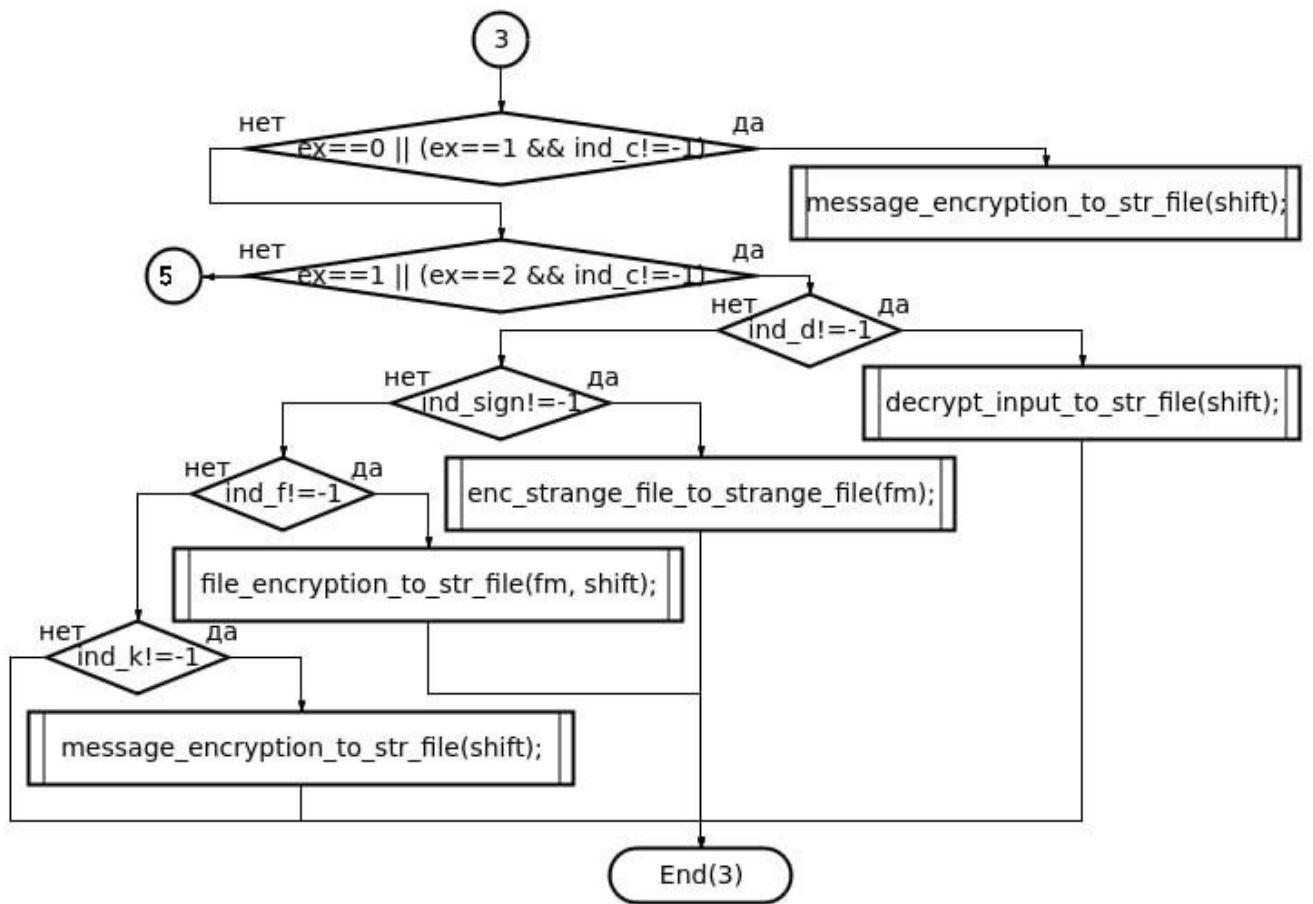 3
нет
да
ex==0 || (ex==1 && ind_c!=-1)
message_encryption_to_str_file(shift);
нет
да
5
ex==1 || (ex==2 && ind_c!=-1)
нет
да
ind_d!=-1
нет
да
ind_sign!=-1
decrypt_input_to_str_file(shift);
нет
да
ind_f!=-1
enc_strange_file_to_strange_file(fm);
file_encryption_to_str_file(fm, shift);
нет
да
ind_k!=-1
message_encryption_to_str_file(shift);
End(3)